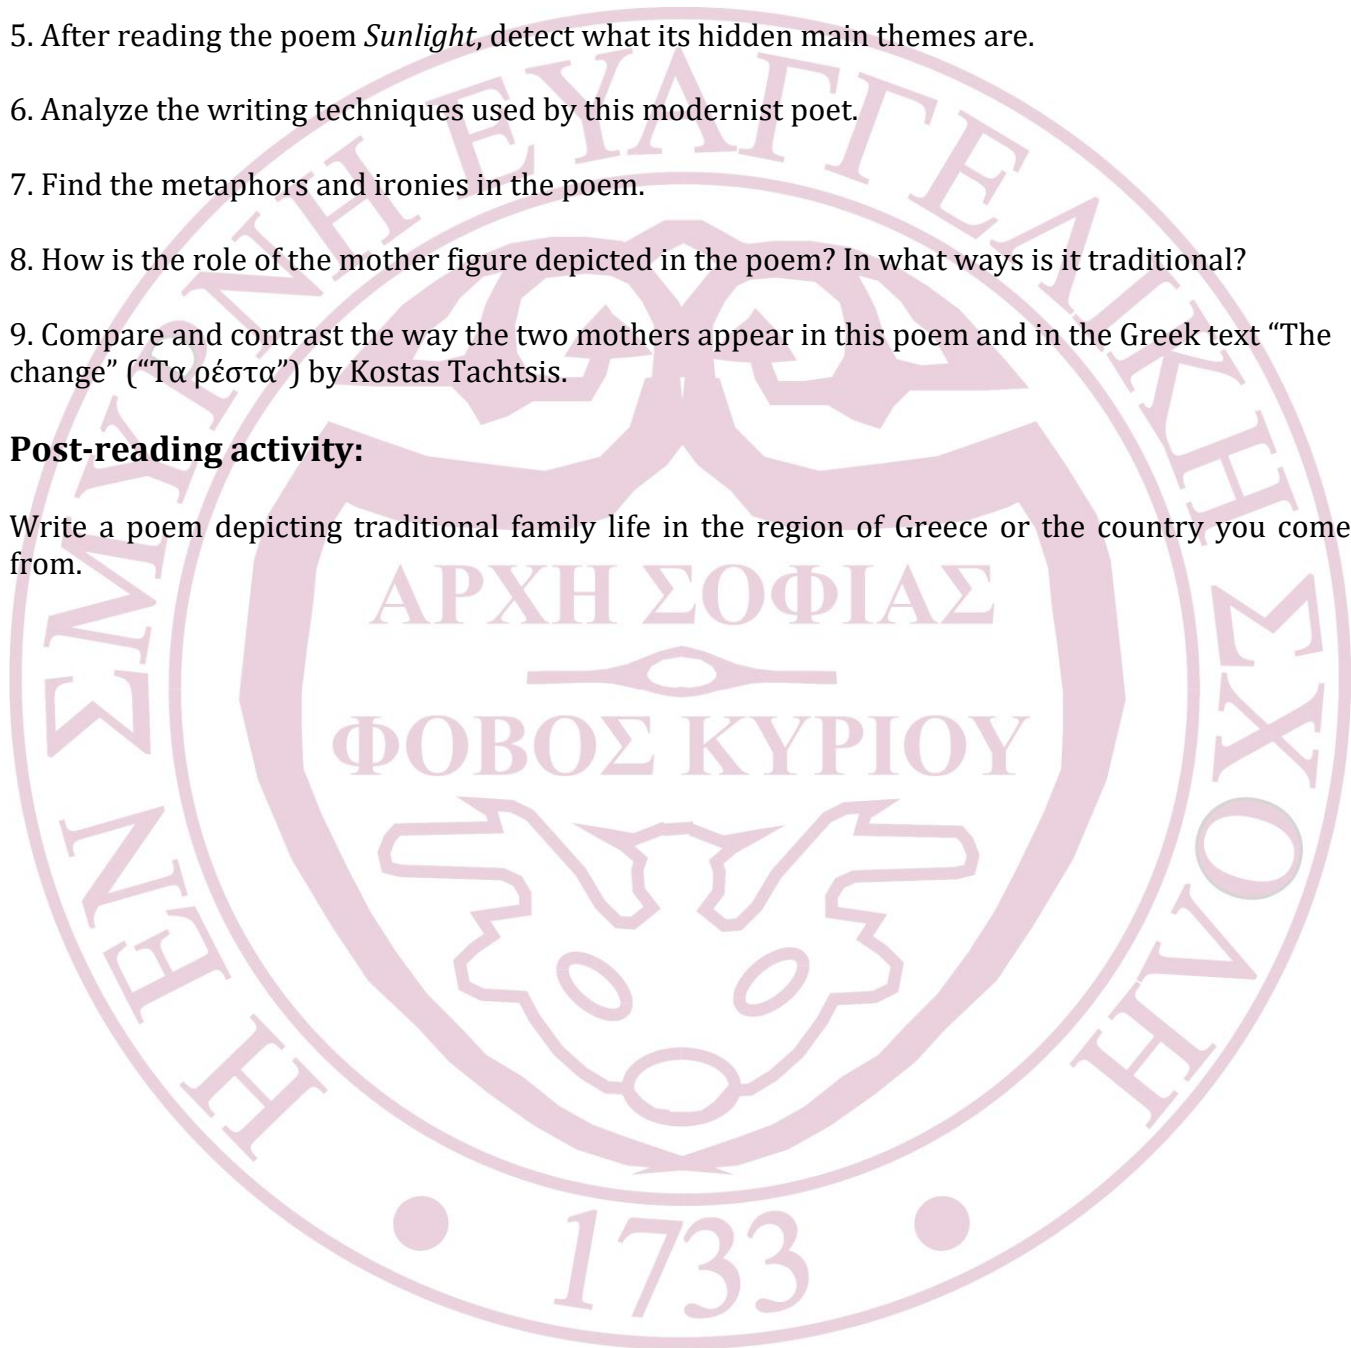 5. After reading the poem Sunlight, detect what its hidden main themes are.
6. Analyze the writing techniques used by this modernist poet.
7. Find the metaphors and ironies in the poem.
8. How is the role of the mother figure depicted in the poem? In what ways is it traditional?
9. Compare and contrast the way the two mothers appear in this poem and in the Greek text “The
change” (“Τα ρέστα”) by Kostas Tachtsis.
Post-reading activity:
Write a poem depicting traditional family life in the region of Greece or the country you come
from.
Η ΕΝ ΣΜΥΡΝΗ ΕΥΑΓΓΕΛΙΚΗ ΣΧΟΛΗ
ΑΡΧΗ ΣΟΦΙΑΣ
ΦΟΒΟΣ ΚΥΡΙΟΥ
1733